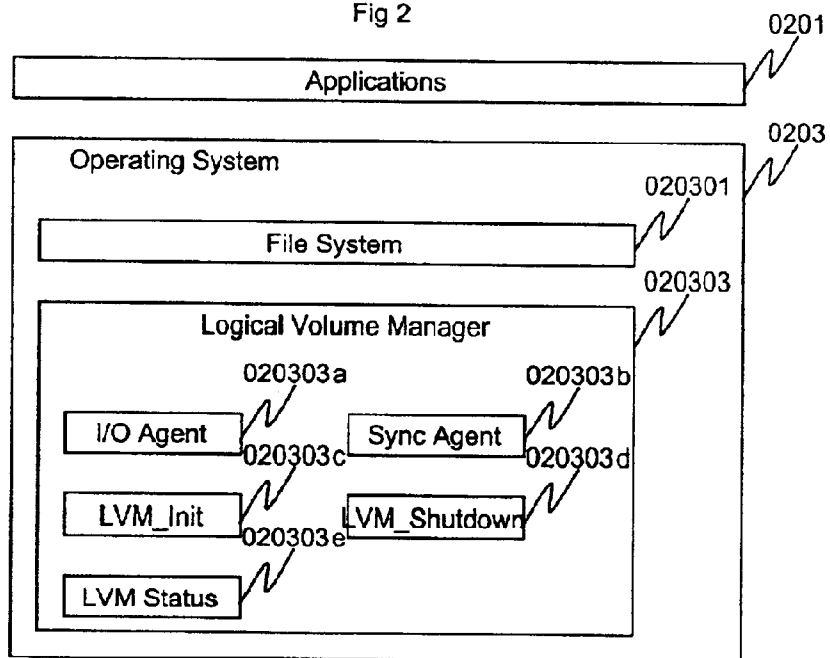 Fig 2
0201
Applications
0203
Operating System
020301
File System
020303
Logical Volume Manager
020303a
020303b
I/O Agent
Sync Agent
020303c
020303d
LVM_Init
LVM_Shutdown
020303e
LVM Status